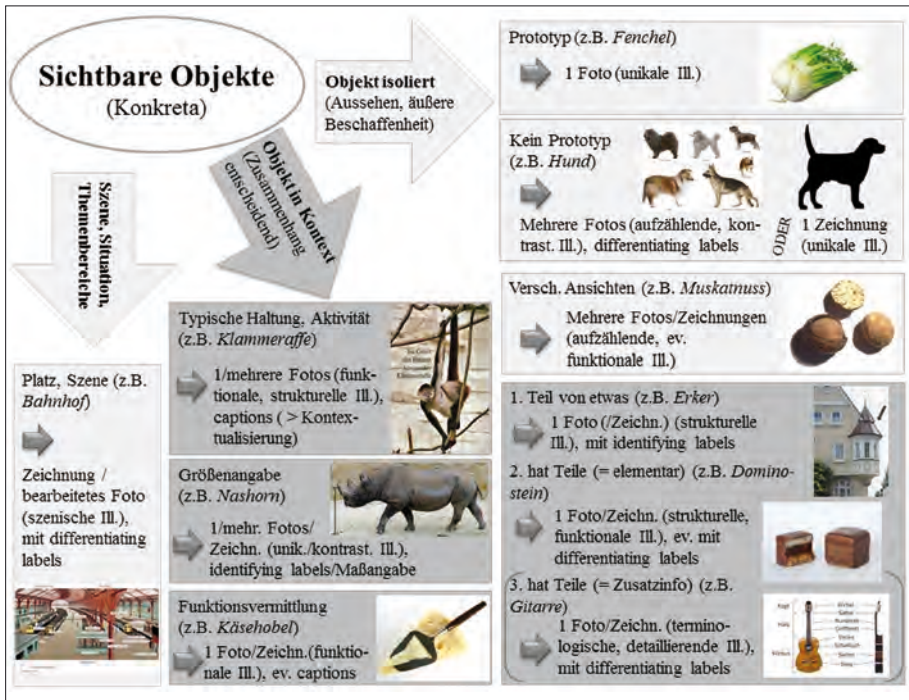 Sichtbare Objekte
(Konkreta)
Objekt isoliert
(Aussehen, äußere
Beschaffenheit)
Objekt in Kontext
(Zusammenhang
entscheidend)
Szene, Situation,
Themenbereiche
Prototyp (z.B. Fenchel)
1 Foto (unikale Ill.)
Kein Prototyp
(z.B. Hund)
Mehrere Fotos (aufzählende, kon-
trast. Ill.), differentiating labels
ODER
1 Zeichnung
(unikale Ill.)
Versch. Ansichten (z.B. Muskatnuss)
Mehrere Fotos/Zeichnungen
(aufzählende, ev.
funktionale Ill.)
1. Teil von etwas (z.B. Erker)
1 Foto (/Zeichn.) (strukturelle
Ill.), mit identifying labels
2. hat Teile (= elementar) (z.B. Domino-
stein)
1 Foto/Zeichn. (strukturelle,
funktionale Ill.), ev. mit
differentiating labels
3. hat Teile (= Zusatzinfo) (z.B.
Gitarre)
1 Foto/Zeichn. (termino-
logische, detaillierende Ill.),
mit differentiating labels
Typische Haltung, Aktivität
(z.B. Klammeraffe)
1/mehrere Fotos (funk-
tionale, strukturelle Ill.),
captions ( > Kontex-
tualisierung)
Größenangabe
(z.B. Nashorn)
1/mehr. Fotos/
Zeichn. (unik./kontrast. Ill.),
identifying labels/Maßangabe
Funktionsvermittlung
(z.B. Käsehobel)
1 Foto/Zeichn.(funktio-
nale Ill.), ev. captions
Platz, Szene (z.B.
Bahnhof)
Zeichnung /
bearbeitetes Foto
(szenische Ill.),
mit differentiating
labels